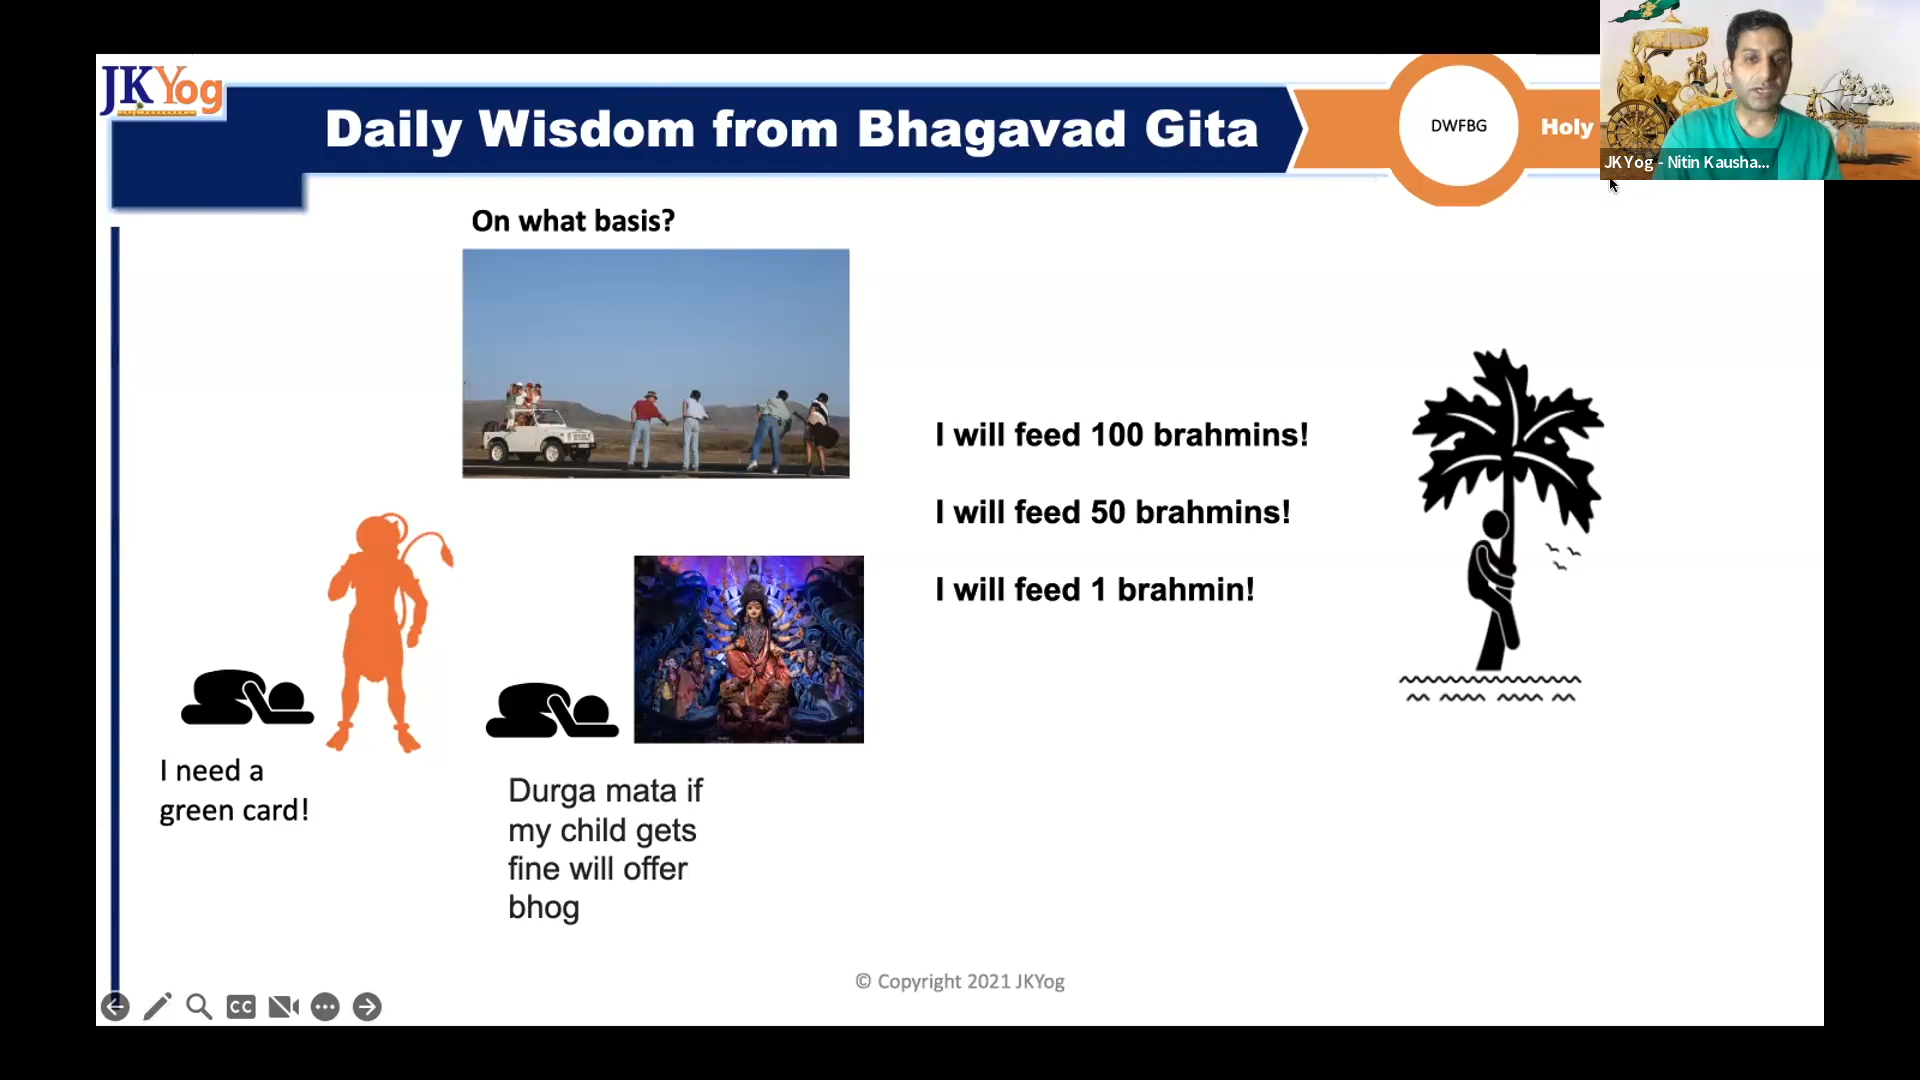 JKYog
Daily Wisdom from Bhagavad Gita
DWFBG
Holy
JK Yog - Nitin Kausha...
On what basis?
I will feed 100 brahmins!
I will feed 50 brahmins!
I will feed 1 brahmin!
I need a
green card!
Durga mata if
my child gets
fine will offer
bhog
© Copyright 2021 JKYog
CC